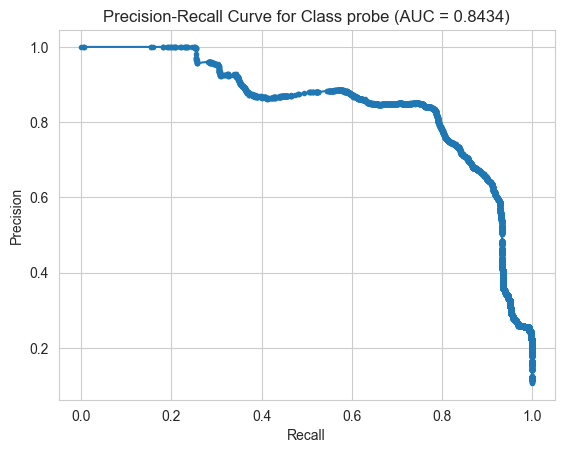 Precision-Recall Curve for Class probe (AUC = 0.8434)
1.0
0.8
0.6
0.4
0.2
Precision
0.0 0.2 0.4 0.6 0.8 1.0
Recall